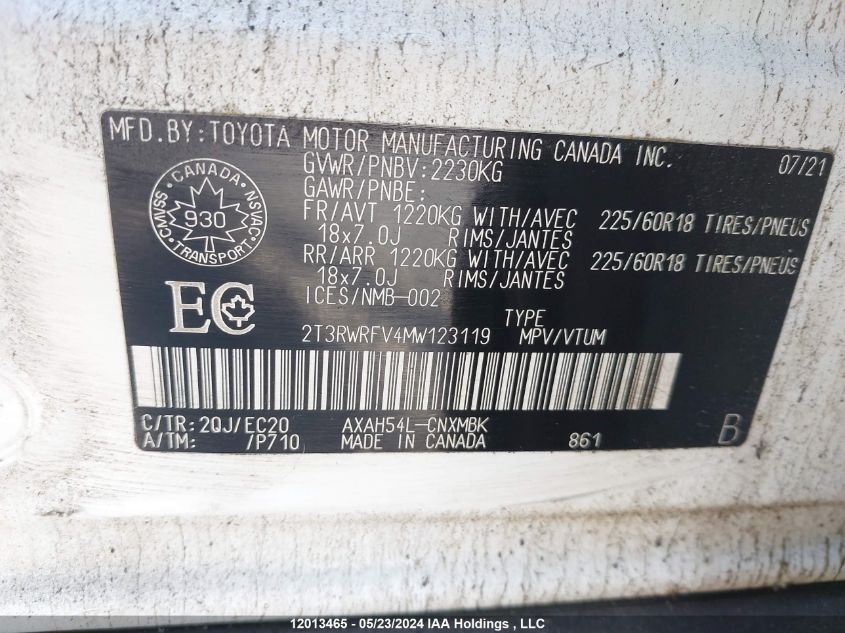 MFD.BY:TOYOTA MOTOR MANUFACTURING CANADA INC. 07/21
GVWR/PNBV:2230KG
GAWR/PNBE:
FR/AVT 1220KG WITH/AVEC 225/60R18 TIRES/PNEUS
18x7.0J RIMS/JANTES
RR/ARR 1220KG WITH/AVEC 225/60R18 TIRES/PNEUS
18x7.0J RIMS/JANTES
ICES/NMB-002
CANADA
CMVSS 930 NSVAC
TRANSPORT
EC
TYPE
2T3RWRFV4MW123119 MPV/VTUM
C/TR:2QJ/EC20 AXAH54L-CNXMBK
A/TM: /P710 MADE IN CANADA 861 B
12013465 - 05/23/2024 IAA Holdings , LLC